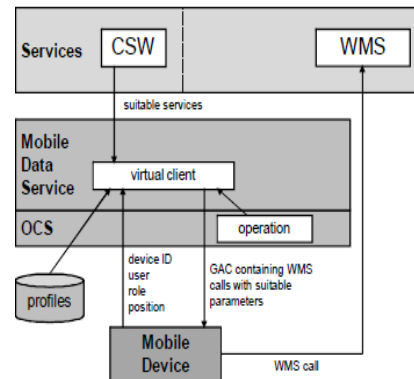 Services
CSW
WMS
suitable services
Mobile
Data
Service
virtual client
OCS
operation
profiles
device ID
user
role
position
GAC containing WMS
calls with suitable
parameters
Mobile
Device
WMS call